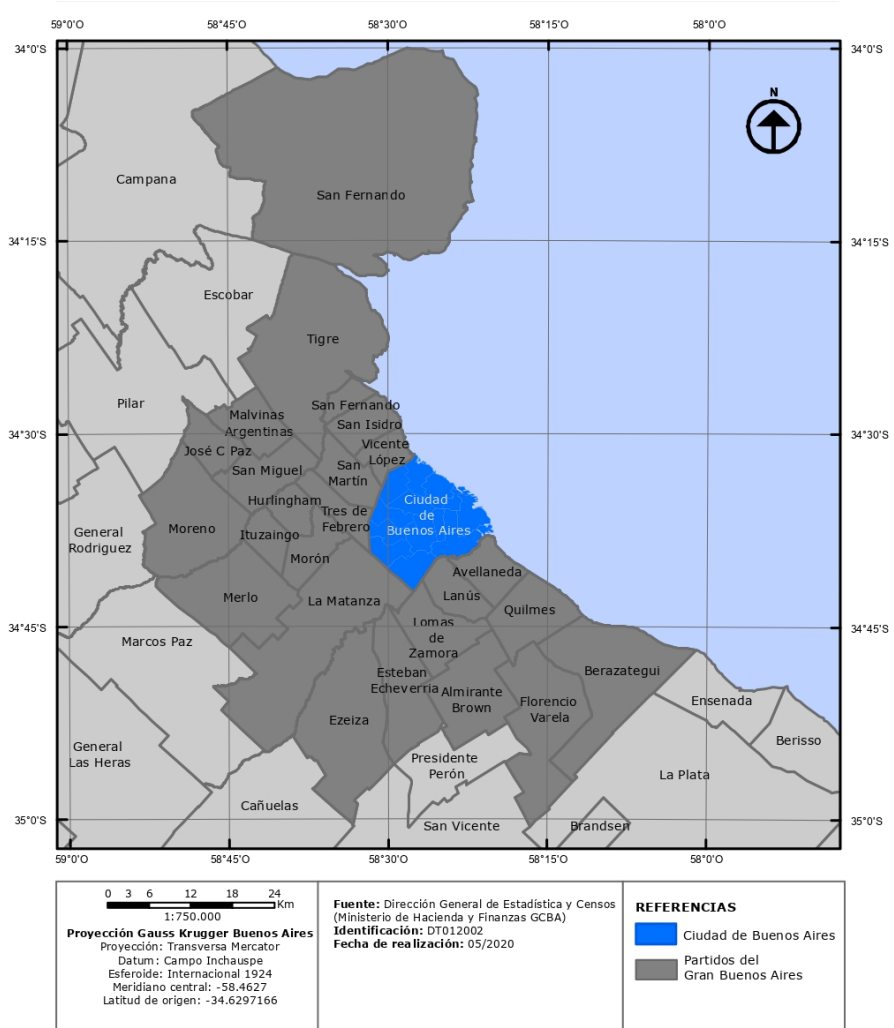 59°0'O 58°45'O 58°30'O 58°15'O 58°0'O
34°0'S 34°0'S
N
Campana
San Fernando
34°15'S 34°15'S
Escobar
Tigre
Pilar
San Fernando
Malvinas
Argentinas
San Isidro
34°30'S 34°30'S
Vicente
López
José C Paz
San Miguel
San
Martín
Hurlingham
Ciudad
de
Buenos Aires
Tres de
Febrero
General
Rodriguez
Moreno
Ituzaingo
Morón
Avellaneda
Merlo
La Matanza
Lanús
Quilmes
34°45'S 34°45'S
Lomas
de
Zamora
Marcos Paz
Esteban
Echeverria
Berazategui
Almirante
Brown
Florencio
Varela
Ensenada
Ezeiza
Berisso
General
Las Heras
Presidente
Perón
La Plata
Cañuelas
35°0'S 35°0'S
San Vicente
Brandsen
59°0'O 58°45'O 58°30'O 58°15'O 58°0'O
0 3 6 12 18 24
Km
1:750.000
Proyección Gauss Krugger Buenos Aires
Proyección: Transversa Mercator
Datum: Campo Inchauspe
Esferoide: Internacional 1924
Meridiano central: -58.4627
Latitud de origen: -34.6297166
Fuente: Dirección General de Estadística y Censos
(Ministerio de Hacienda y Finanzas GCBA)
Identificación: DT012002
Fecha de realización: 05/2020
REFERENCIAS
Ciudad de Buenos Aires
Partidos del
Gran Buenos Aires